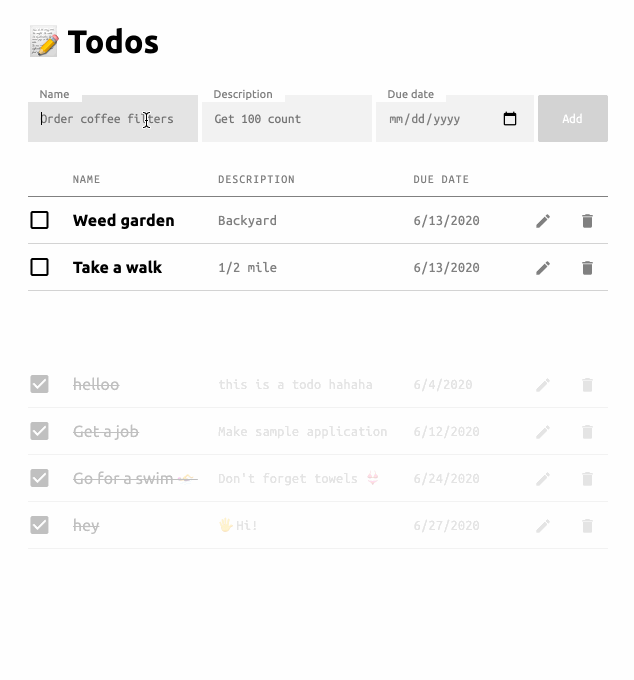 Todos
Name Description Due date
Order coffee filters Get 100 count mm/dd/yyyy Add
NAME DESCRIPTION DUE DATE
Weed garden Backyard 6/13/2020
Take a walk 1/2 mile 6/13/2020
helloo this is a todo hahaha 6/4/2020
Get a job Make sample application 6/12/2020
Go for a swim Don't forget towels 👙 6/24/2020
hey 🖐 Hi! 6/27/2020